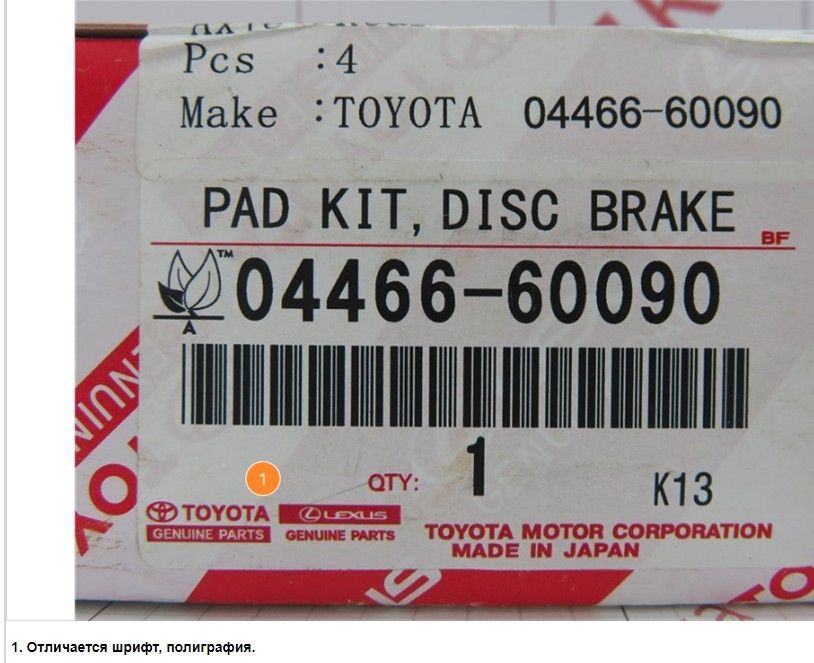 Pcs :4
Make :TOYOTA 04466-60090
PAD KIT, DISC BRAKE
BF
TM
04466-60090
A
1
QTY: 1 K13
TOYOTA LEXUS
GENUINE PARTS GENUINE PARTS
TOYOTA MOTOR CORPORATION
MADE IN JAPAN
1. Отличается шрифт, полиграфия.